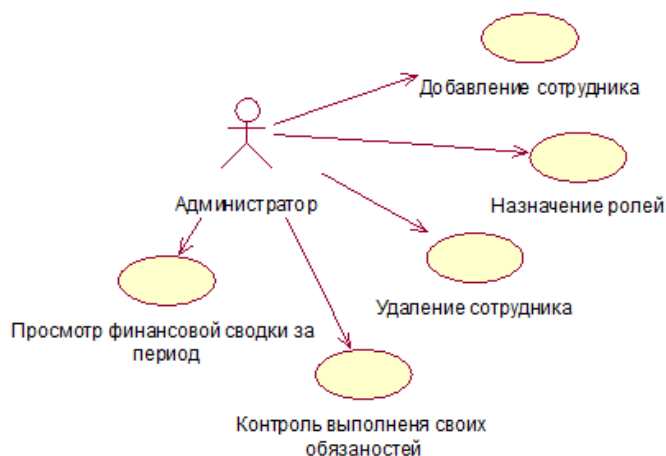 Добавление сотрудника
Администратор
Назначение ролей
Удаление сотрудника
Просмотр финансовой сводки за
период
Контроль выполненя своих
обязаностей